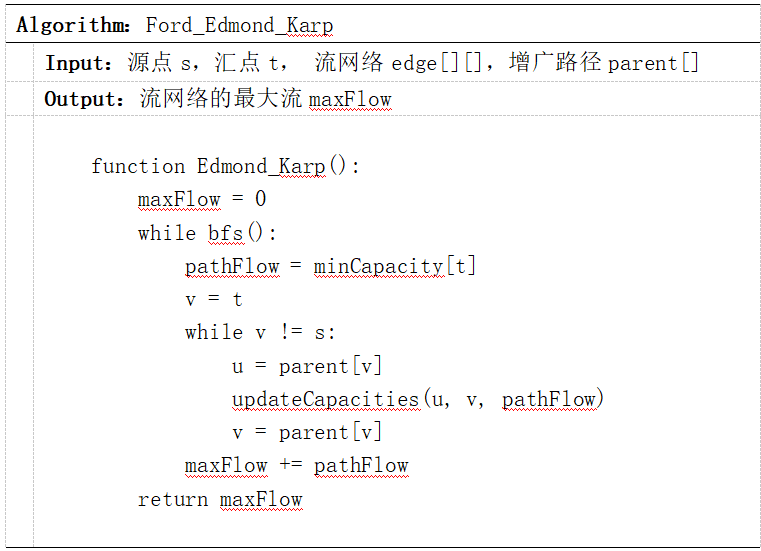 Algorithm: Ford_Edmond_Karp
Input: 源点 s，汇点 t， 流网络 edge[][]，增广路径 parent[]
Output: 流网络的最大流 maxFlow
function Edmond_Karp():
maxFlow = 0
while bfs():
pathFlow = minCapacity[t]
v = t
while v != s:
u = parent[v]
updateCapacities(u, v, pathFlow)
v = parent[v]
maxFlow += pathFlow
return maxFlow